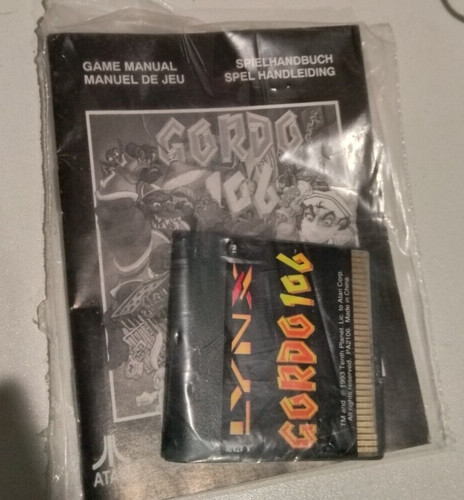 GAME MANUAL
MANUEL DE JEU
SPIELHANDBUCH
SPEL HANDLEIDING
GORDO
106
LYNX
GORDO 106
TM and © 1993 Tenth Planet, Lic. to Atari Corp.
All rights reserved. PA2106 Made in China